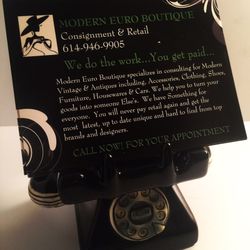 MODERN EURO BOUTIQUE
Consignment & Retail
614-946-9905
We do the work...You get paid...
Modern Euro Boutique specializes in consulting for Modern
Vintage & Antiques including, Accessories, Clothing, Shoes,
Furniture, Housewares & Cars. We help you to turn your
goods into someone Else's. We have Something for
everyone. You will never pay retail again and get the
most latest, up to date unique and hard to find from top
brands and designers.
CALL NOW! FOR YOUR APPOINTMENT